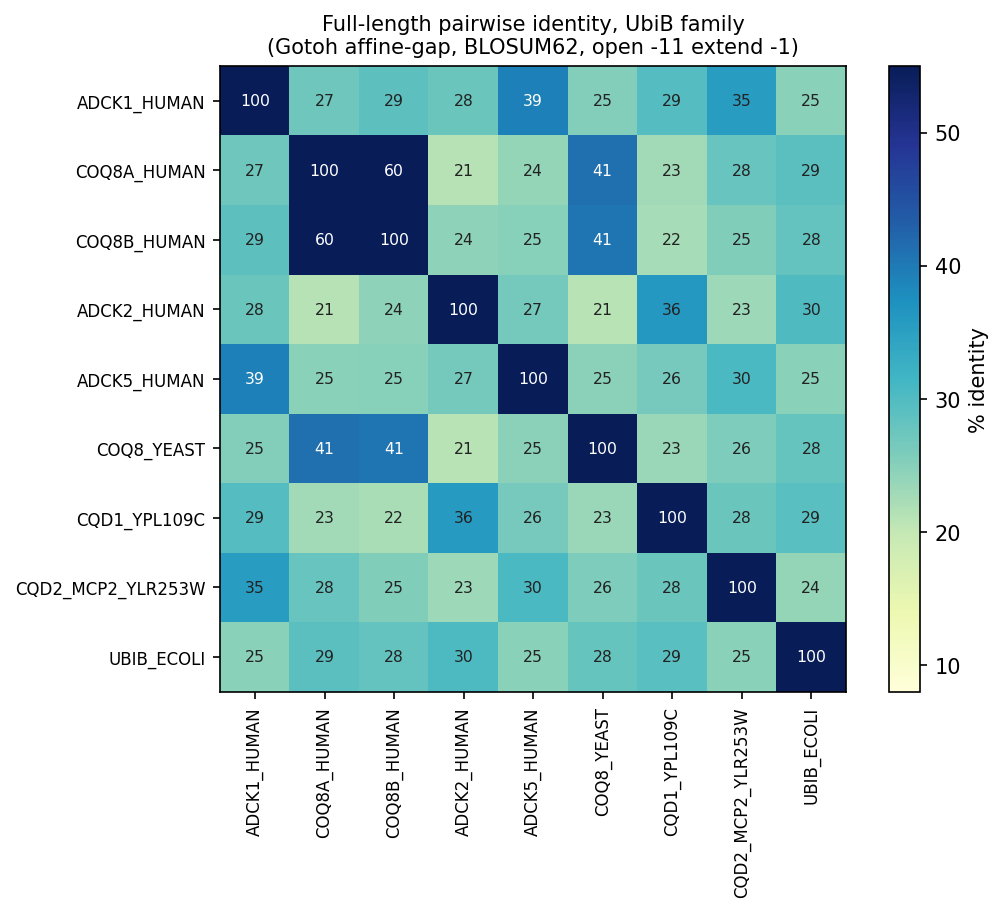 Full-length pairwise identity, UbiB family
(Gotoh affine-gap, BLOSUM62, open -11 extend -1)
ADCK1_HUMAN 100 27 29 28 39 25 29 35 25
COQ8A_HUMAN 27 100 60 21 24 41 23 28 29
COQ8B_HUMAN 29 60 100 24 25 41 22 25 28
ADCK2_HUMAN 28 21 24 100 27 21 36 23 30
ADCK5_HUMAN 39 25 25 27 100 25 26 30 25
COQ8_YEAST 25 41 41 21 25 100 23 26 28
CQD1_YPL109C 29 23 22 36 26 23 100 28 29
CQD2_MCP2_YLR253W 35 28 25 23 30 26 28 100 24
UBIB_ECOLI 25 29 28 30 25 28 29 25 100
ADCK1_HUMAN
COQ8A_HUMAN
COQ8B_HUMAN
ADCK2_HUMAN
ADCK5_HUMAN
COQ8_YEAST
CQD1_YPL109C
CQD2_MCP2_YLR253W
UBIB_ECOLI
50
40
30
20
10
% identity